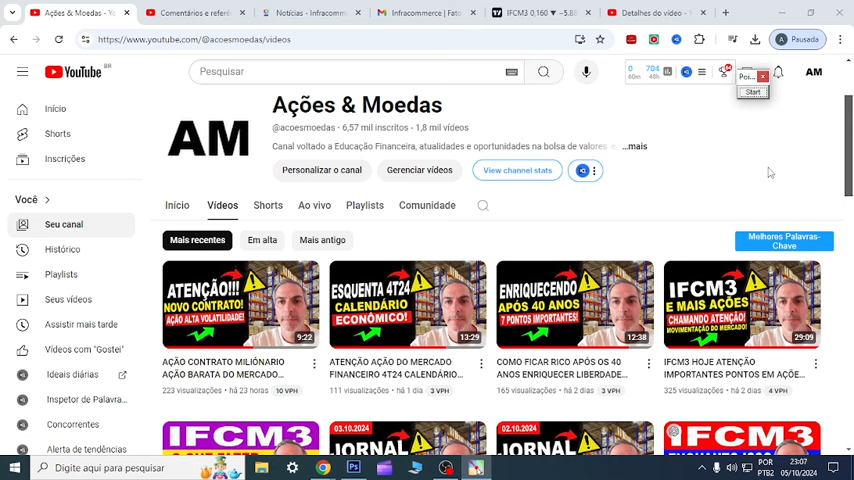 Ações & Moedas - Yo
Comentários e referê
Notícias - Infracomm
Infracommerce | Fato
IFCM3 0,160 ▼ −5.88
Detalhes do vídeo - Y
https://www.youtube.com/@acoesmoedas/videos
A Pausada
YouTube BR
Pesquisar
0 704
60m 48h
Poi...
Start
AM
Início
Shorts
Inscrições
Você
Seu canal
Histórico
Playlists
Seus vídeos
Assistir mais tarde
Vídeos com "Gostei"
Ideais diárias
Inspetor de Palavra...
Concorrentes
Alerta de tendências
AM
Ações & Moedas
@acoesmoedas • 6,57 mil inscritos • 1,8 mil vídeos
Canal voltado a Educação Financeira, atualidades e oportunidades na bolsa de valores ...mais
Personalizar o canal
Gerenciar vídeos
View channel stats
Início Vídeos Shorts Ao vivo Playlists Comunidade
Mais recentes
Em alta
Mais antigo
Melhores Palavras-
Chave
ATENÇÃO!!!
NOVO CONTRATO!
AÇÃO ALTA VOLATILIDADE!
9:22
AÇÃO CONTRATO MILIONÁRIO
AÇÃO BARATA DO MERCADO...
223 visualizações • há 23 horas 10 VPH
ESQUENTA 4T24
CALENDÁRIO
ECONÔMICO!
13:29
ATENÇÃO AÇÃO DO MERCADO
FINANCEIRO 4T24 CALENDÁRIO...
111 visualizações • há 1 dia 3 VPH
ENRIQUECENDO
APÓS 40 ANOS
7 PONTOS IMPORTANTES!
12:38
COMO FICAR RICO APÓS OS 40
ANOS ENRIQUECER LIBERDADE...
165 visualizações • há 2 dias 3 VPH
IFCM3
E MAIS AÇÕES
CHAMANDO ATENÇÃO!
MOVIMENTAÇÃO DO MERCADO!
29:09
IFCM3 HOJE ATENÇÃO
IMPORTANTES PONTOS EM AÇÕE...
325 visualizações • há 2 dias 4 VPH
IFCM3
03.10.2024
JORNAL
02.10.2024
JORNAL
IFCM3
Digite aqui para pesquisar
POR
PTB2
23:07
05/10/2024